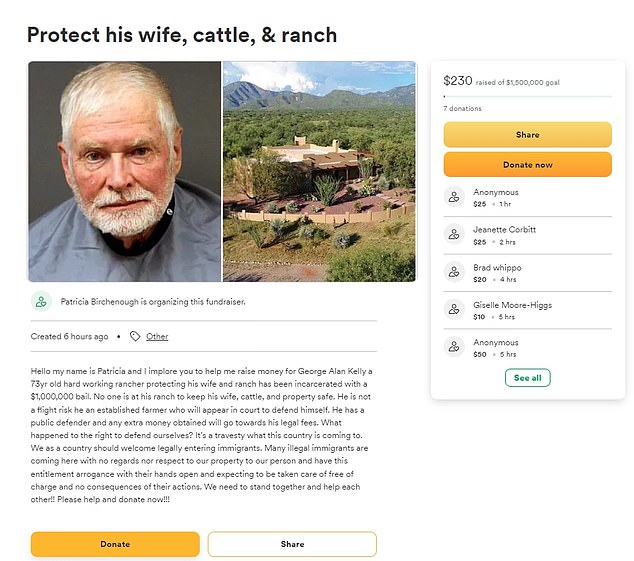 Protect his wife, cattle, & ranch
$230 raised of $1,500,000 goal
7 donations
Share
Donate now
Anonymous
$25 • 1 hr
Jeanette Corbitt
$25 • 2 hrs
Brad whippo
$20 • 4 hrs
Giselle Moore-Higgs
$10 • 5 hrs
Anonymous
$50 • 5 hrs
See all
Patricia Birchenough is organizing this fundraiser.
Created 6 hours ago • Other
Hello my name is Patricia and I implore you to help me raise money for George Alan Kelly a
73yr old hard working rancher protecting his wife and ranch has been incarcerated with a
$1,000,000 bail. No one is at his ranch to keep his wife, cattle, and property safe. He is not
a flight risk he an established farmer who will appear in court to defend himself. He has a
public defender and any extra money obtained will go towards his legal fees. What
happened to the right to defend ourselves? It's a travesty what this country is coming to.
We as a country should welcome legally entering immigrants. Many illegal immigrants are
coming here with no regards nor respect to our property to our person and have this
entitlement arrogance with their hands open and expecting to be taken care of free of
charge and no consequences of their actions. We need to stand together and help each
other!! Please help and donate now!!!
Donate
Share